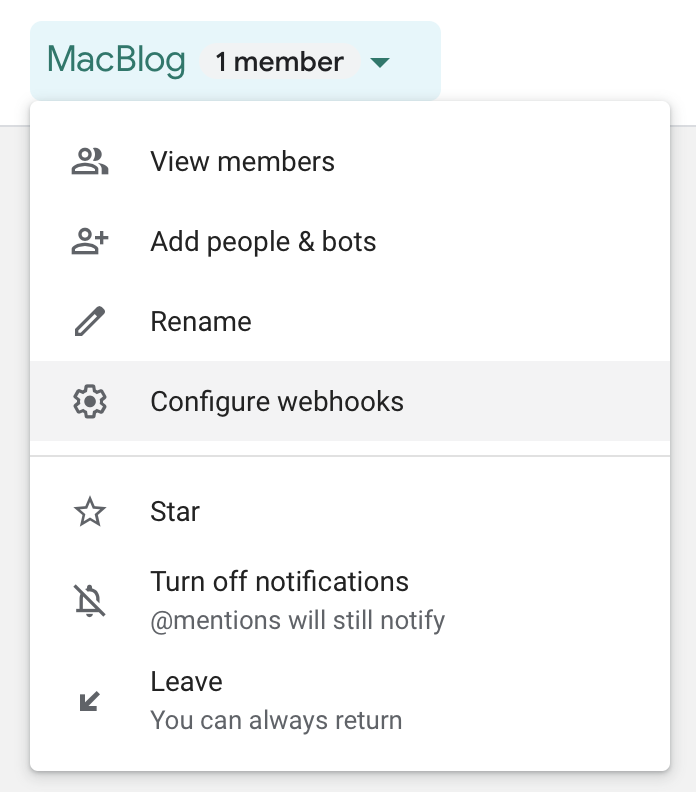 MacBlog 1 member
View members
Add people & bots
Rename
Configure webhooks
Star
Turn off notifications
@mentions will still notify
Leave
You can always return